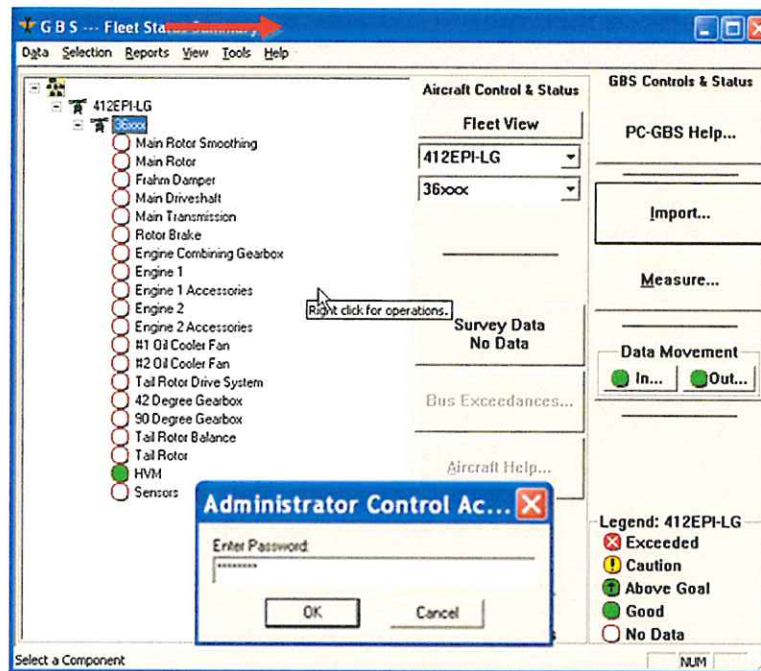 G B S --- Fleet Status Summary
Data Selection Reports View Tools Help
412EPI-LG
36xxx
Main Rotor Smoothing
Main Rotor
Frahm Damper
Main Driveshaft
Main Transmission
Rotor Brake
Engine Combining Gearbox
Engine 1
Engine 1 Accessories
Engine 2
Engine 2 Accessories
#1 Oil Cooler Fan
#2 Oil Cooler Fan
Tail Rotor Drive System
42 Degree Gearbox
90 Degree Gearbox
Tail Rotor Balance
Tail Rotor
HVM
Sensors
Right click for operations.
Aircraft Control & Status
Fleet View
412EPI-LG
36xxx
Survey Data
No Data
Bus Exceedances...
Aircraft Help...
GBS Controls & Status
PC-GBS Help...
Import...
Measure...
Data Movement
In... Out...
Legend: 412EPI-LG
Exceeded
Caution
Above Goal
Good
No Data
Administrator Control Ac...
Enter Password:
********
OK Cancel
Select a Component
NUM